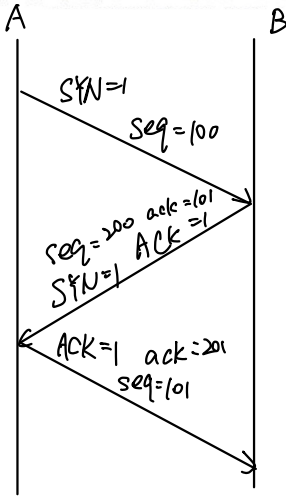 A B
SYN=1
seq=100
seq=200 ack=101
SYN=1 ACK=1
ACK=1 ack=201
seq=101